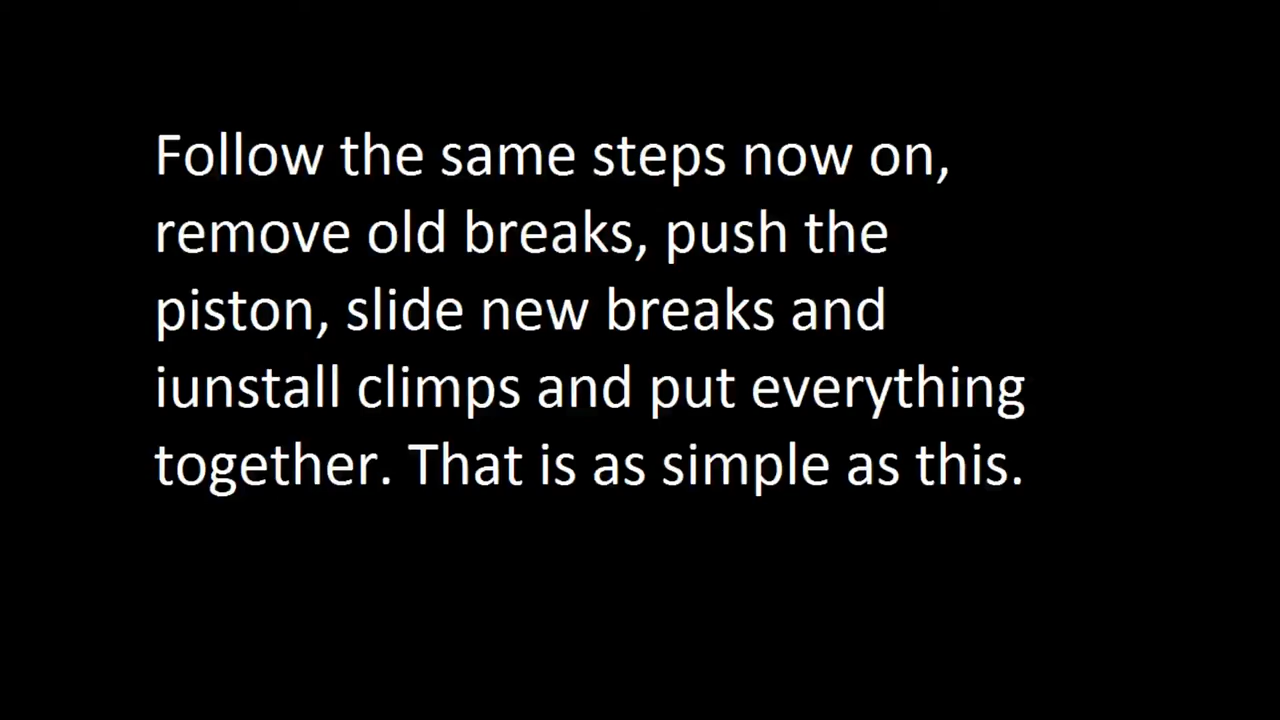 Follow the same steps now on,
remove old breaks, push the
piston, slide new breaks and
iunstall climps and put everything
together. That is as simple as this.